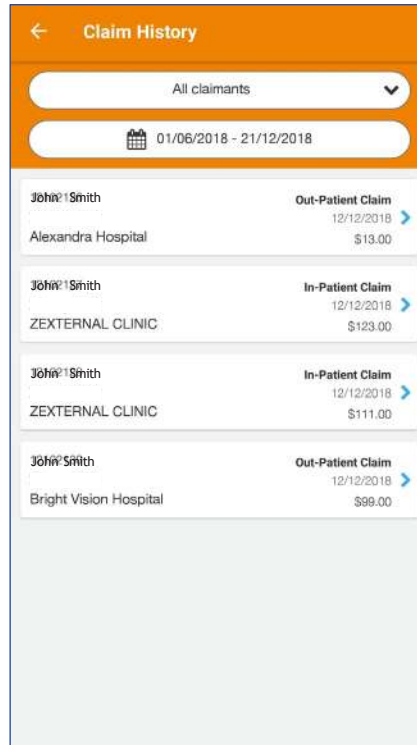 Claim History
All claimants
01/06/2018 - 21/12/2018
John Smith
Out-Patient Claim
12/12/2018
Alexandra Hospital
$13.00
John Smith
In-Patient Claim
12/12/2018
ZEXTERNAL CLINIC
$123.00
John Smith
In-Patient Claim
12/12/2018
ZEXTERNAL CLINIC
$111.00
John Smith
Out-Patient Claim
12/12/2018
Bright Vision Hospital
$99.00